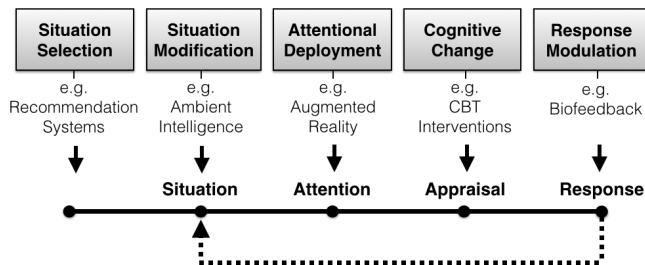 Situation
Selection
Situation
Modification
Attentional
Deployment
Cognitive
Change
Response
Modulation
e.g.
Recommendation
Systems
e.g.
Ambient
Intelligence
e.g.
Augmented
Reality
e.g.
CBT
Interventions
e.g.
Biofeedback
Situation
Attention
Appraisal
Response